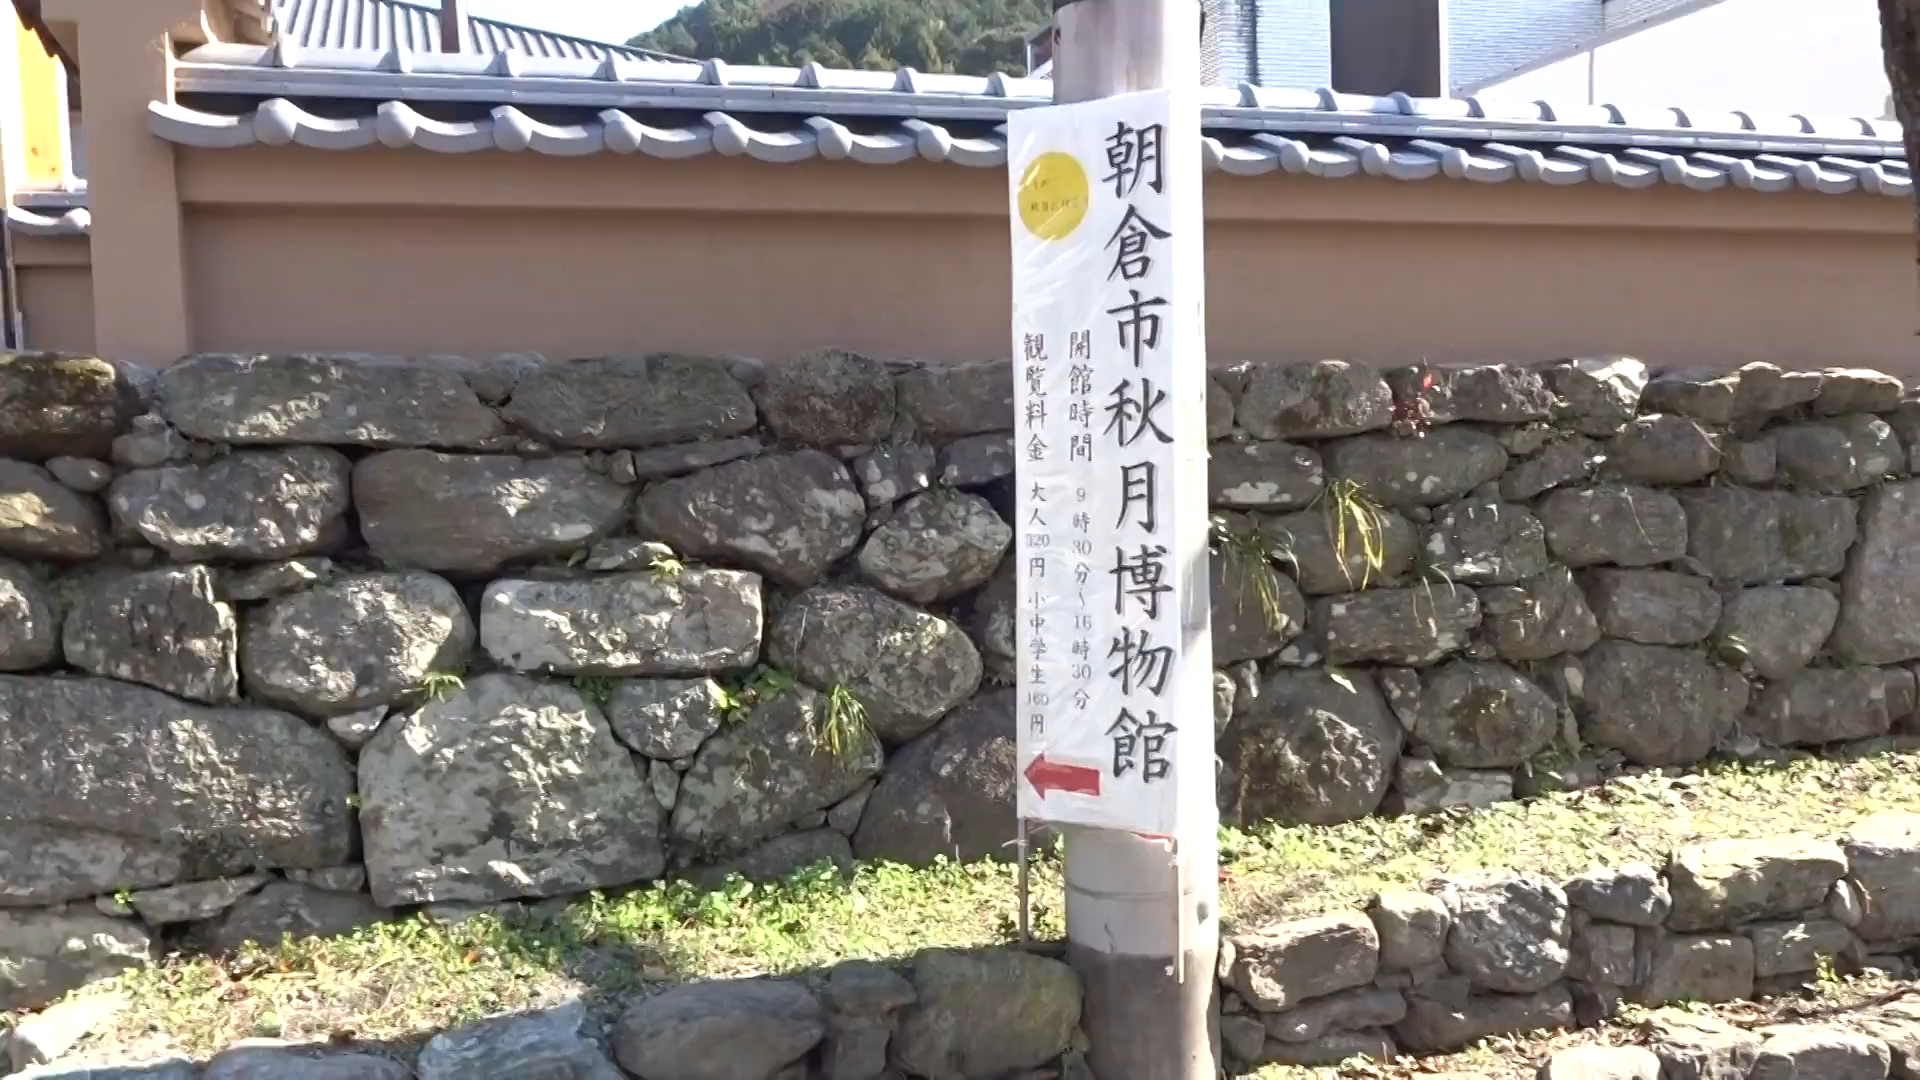 朝倉市秋月博物館
開館時間 9時30分~16時30分
観覧料金 大人320円 小中学生160円